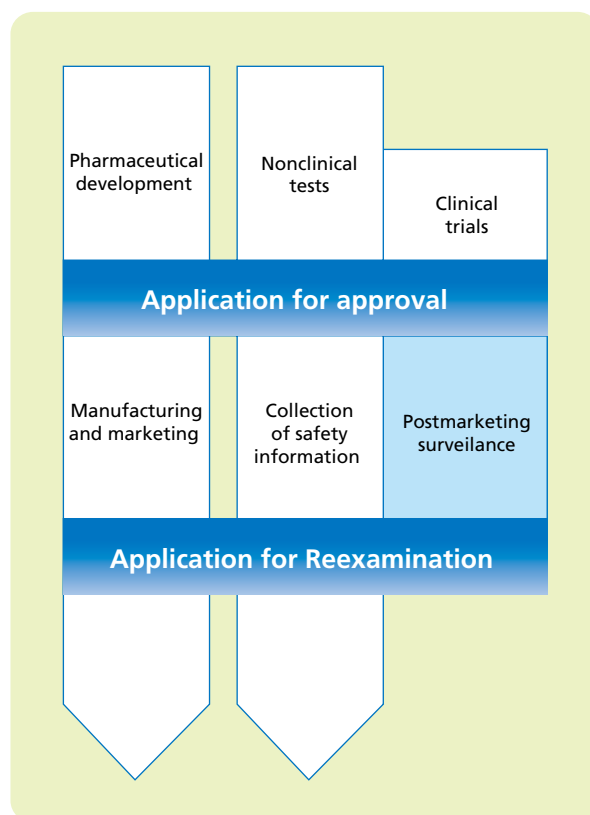 Pharmaceutical
development
Nonclinical
tests
Clinical
trials
Application for approval
Manufacturing
and marketing
Collection
of safety
information
Postmarketing
surveilance
Application for Reexamination